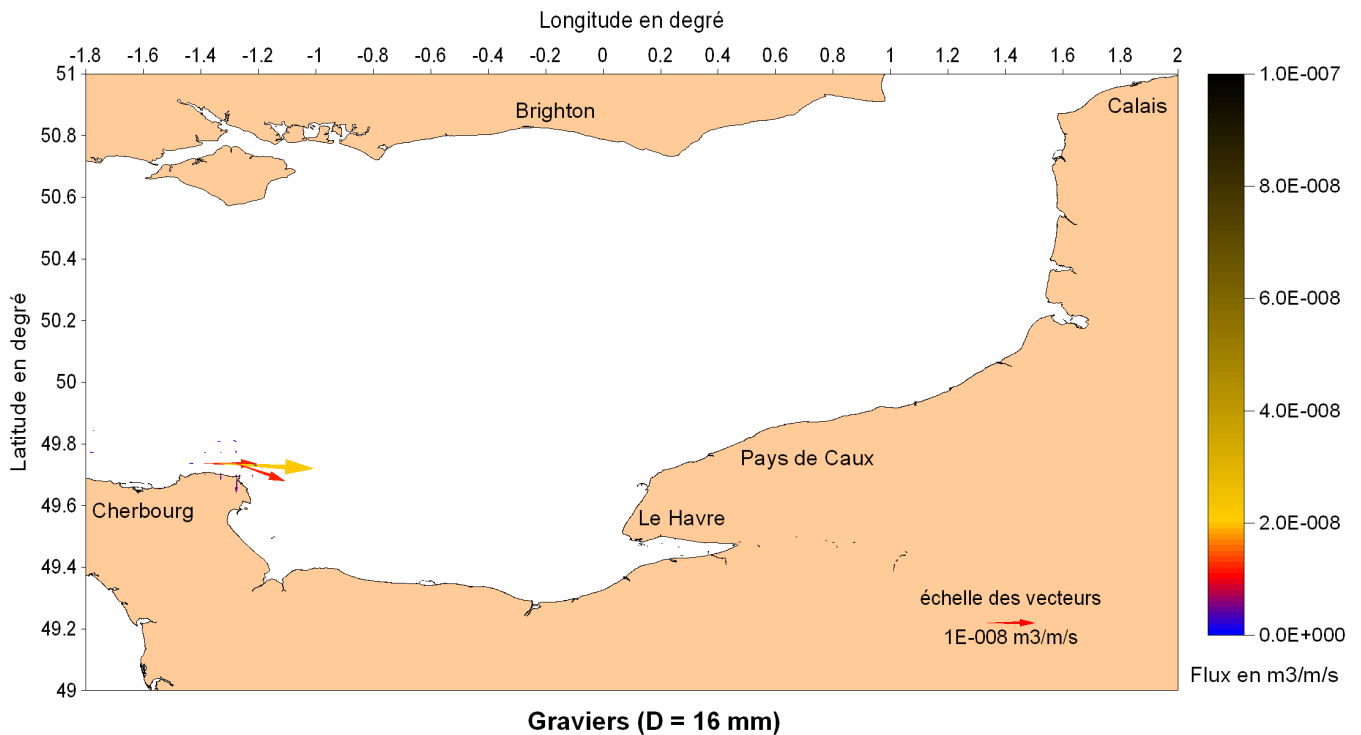 Longitude en degré
-1.8 -1.6 -1.4 -1.2 -1 -0.8 -0.6 -0.4 -0.2 0 0.2 0.4 0.6 0.8 1 1.2 1.4 1.6 1.8 2
51
50.8
50.6
50.4
50.2
50
49.8
49.6
49.4
49.2
49
Latitude en degré
Brighton
Calais
Pays de Caux
Cherbourg
Le Havre
échelle des vecteurs
1E-008 m3/m/s
1.0E-007
8.0E-008
6.0E-008
4.0E-008
2.0E-008
0.0E+000
Flux en m3/m/s
Graviers (D = 16 mm)